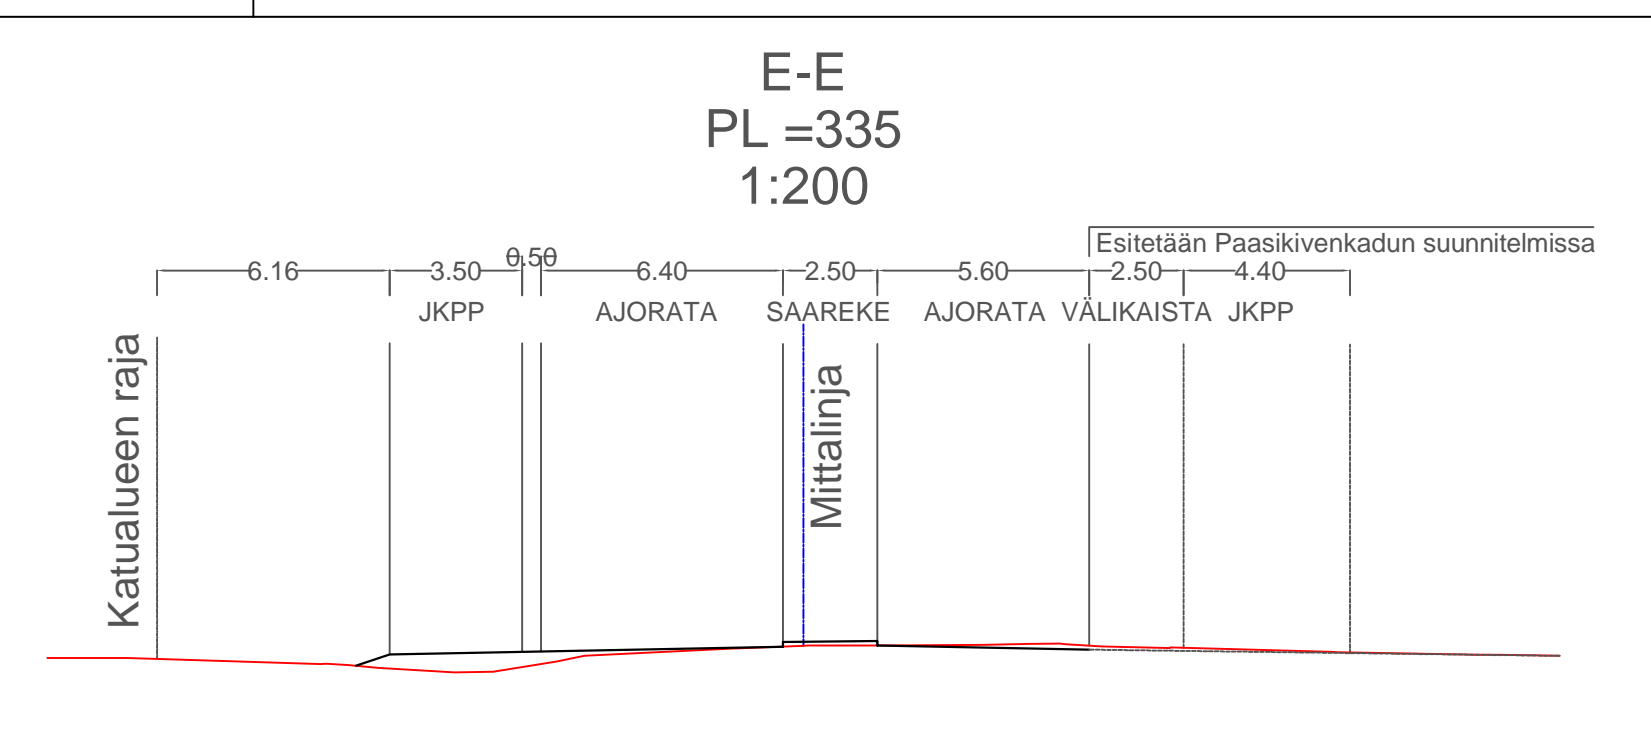 E-E
PL =335
1:200
Esitetään Paasikivenkadun suunnitelmissa
6.16 3.50 0.50 6.40 2.50 5.60 2.50 4.40
JKPP AJORATA SAAREKE AJORATA VÄLIKAISTA JKPP
Katualueen raja
Mittalinja